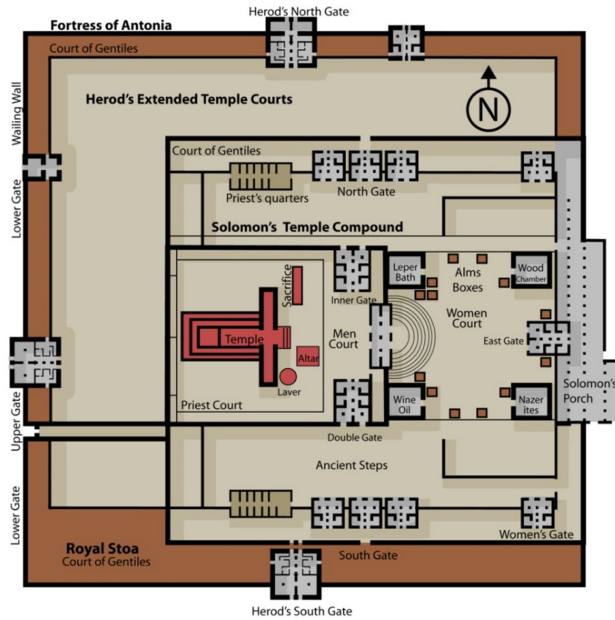 Herod's North Gate
Fortress of Antonia
Court of Gentiles
Wailing Wall
Herod's Extended Temple Courts
N
Court of Gentiles
Priest's quarters
North Gate
Lower Gate
Solomon's Temple Compound
Sacrifice
Inner Gate
Leper
Bath
Alms
Boxes
Wood
Chamber
Women
Court
Men
Court
East Gate
Temple
Altar
Laver
Priest Court
Double Gate
Wine
Oil
Nazer
ites
Solomon's
Porch
Upper Gate
Ancient Steps
Lower Gate
Women's Gate
Royal Stoa
Court of Gentiles
South Gate
Herod's South Gate